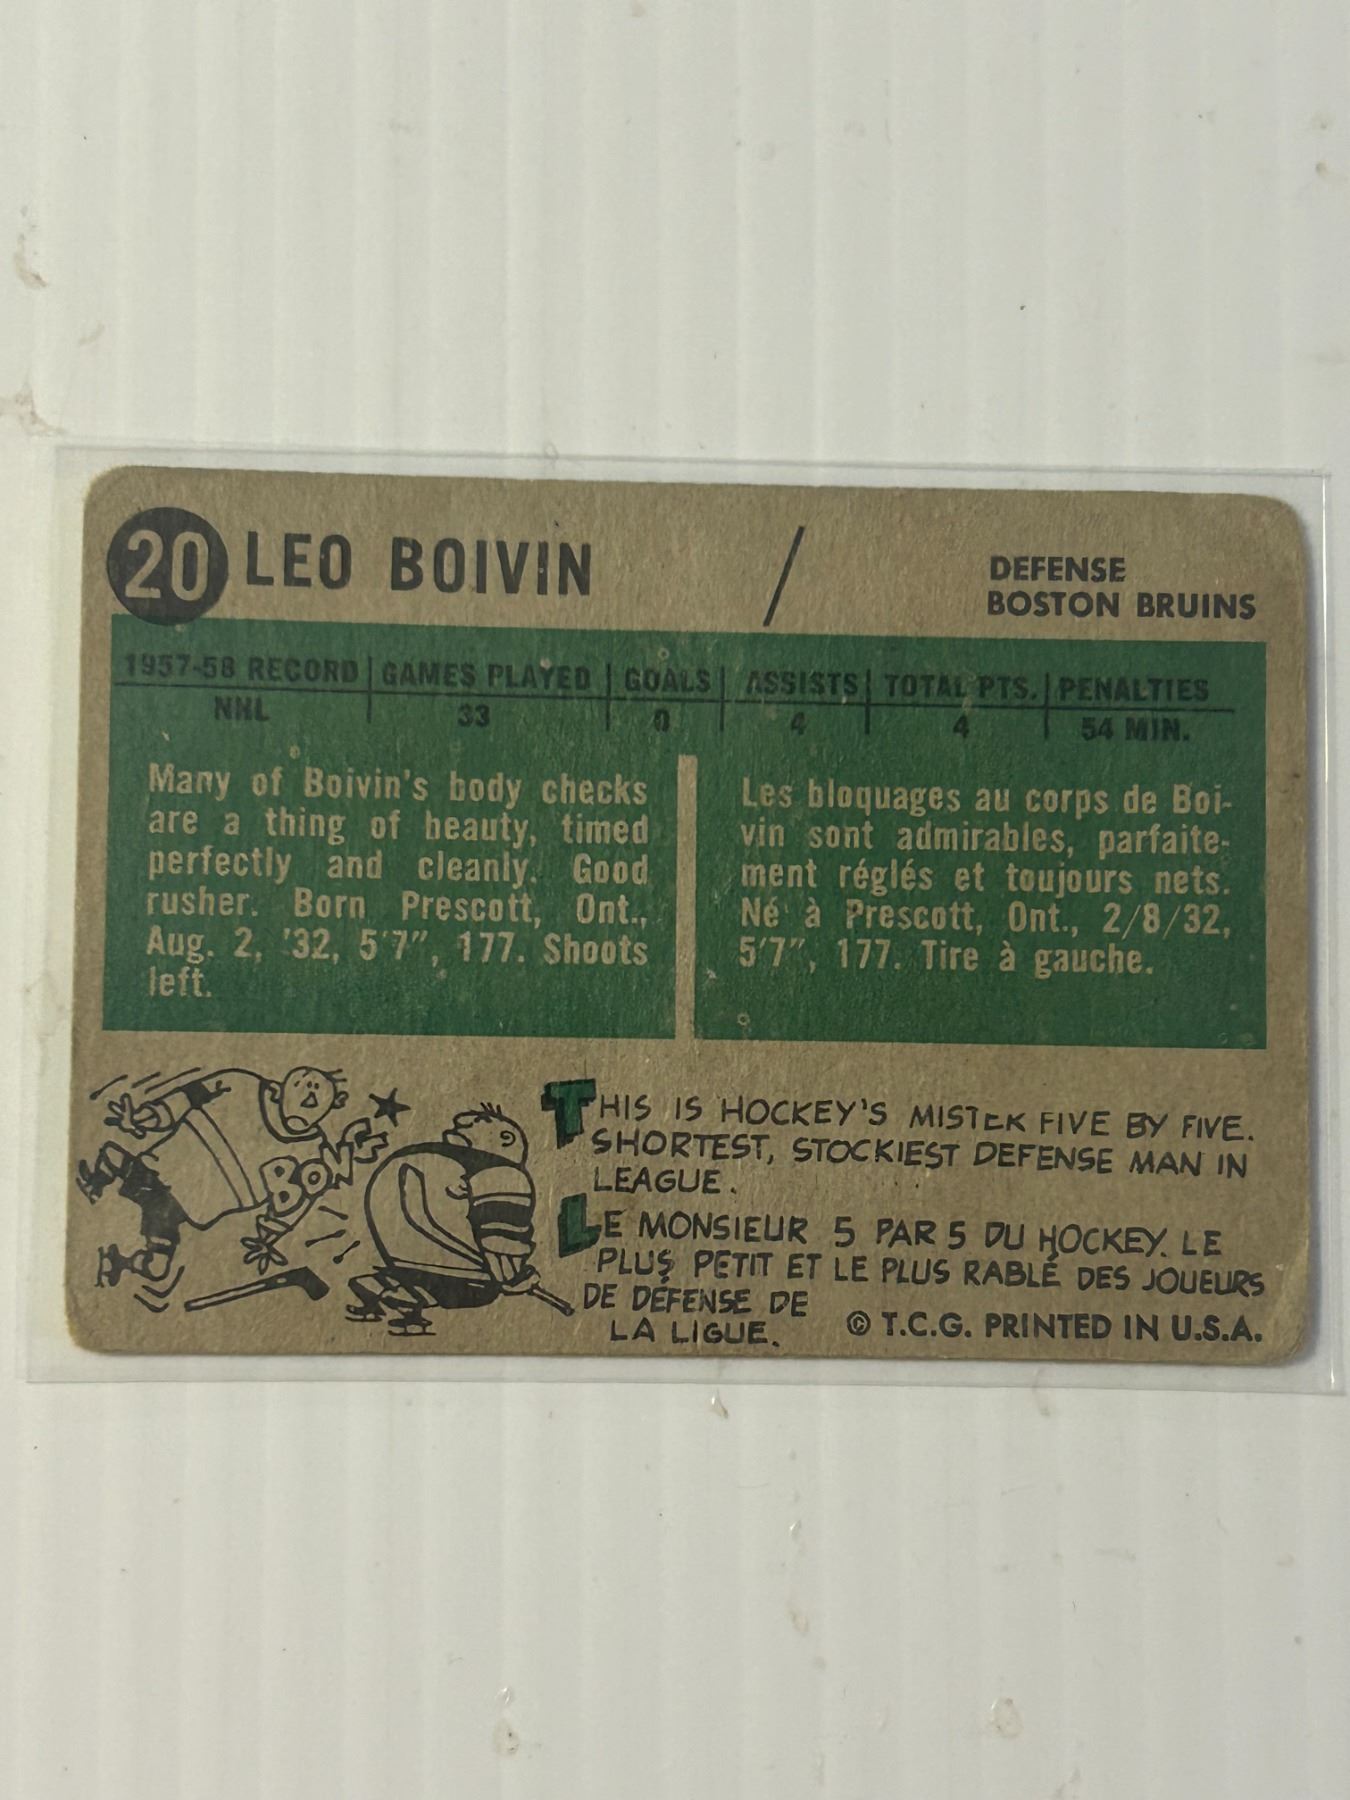 20 LEO BOIVIN / DEFENSE
BOSTON BRUINS
1957-58 RECORD | GAMES PLAYED | GOALS | ASSISTS | TOTAL PTS. | PENALTIES
NHL | 33 | 0 | 4 | 4 | 54 MIN.
Many of Boivin's body checks
are a thing of beauty, timed
perfectly and cleanly. Good
rusher. Born Prescott, Ont.,
Aug. 2, '32, 5'7", 177. Shoots
left.
Les bloquages au corps de Boi-
vin sont admirables, parfaite-
ment réglés et toujours nets.
Né à Prescott, Ont., 2/8/32,
5'7", 177. Tire à gauche.
BONG
THIS IS HOCKEY'S MISTER FIVE BY FIVE.
SHORTEST, STOCKIEST DEFENSE MAN IN
LEAGUE.
LE MONSIEUR 5 PAR 5 DU HOCKEY. LE
PLUS PETIT ET LE PLUS RABLÉ DES JOUEURS
DE DÉFENSE DE
LA LIGUE.
© T.C.G. PRINTED IN U.S.A.